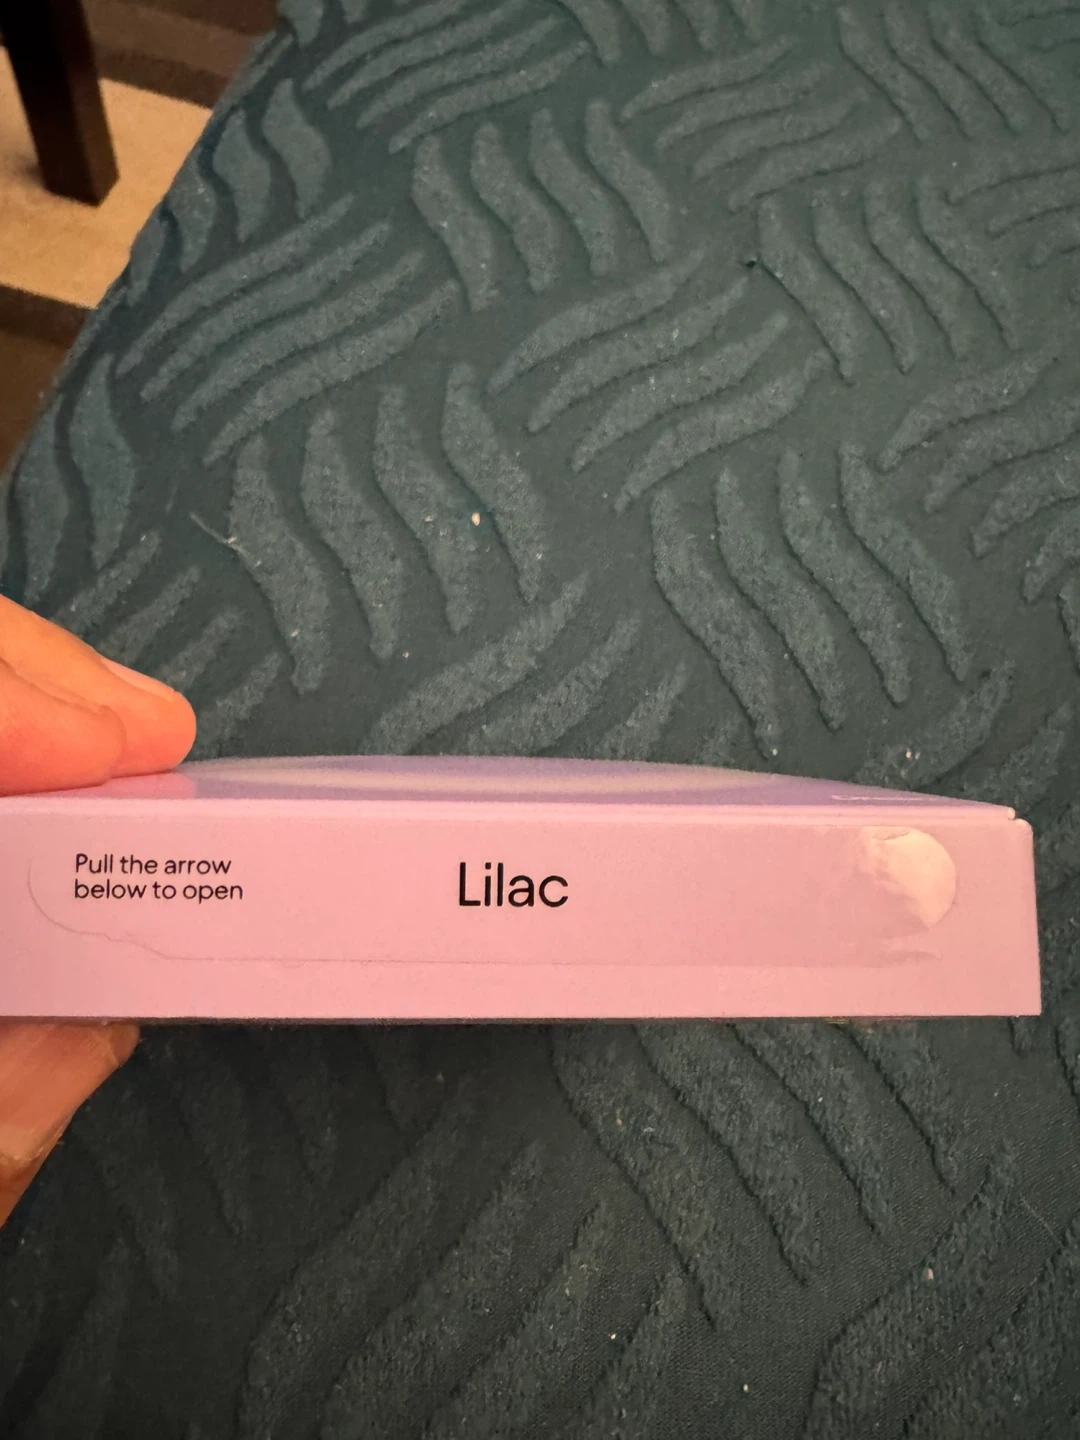 Pull the arrow
below to open
Lilac